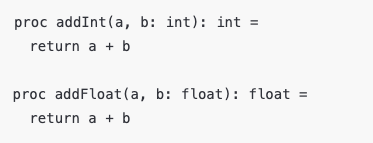 proc addInt(a, b: int): int =
  return a + b

proc addFloat(a, b: float): float =
  return a + b